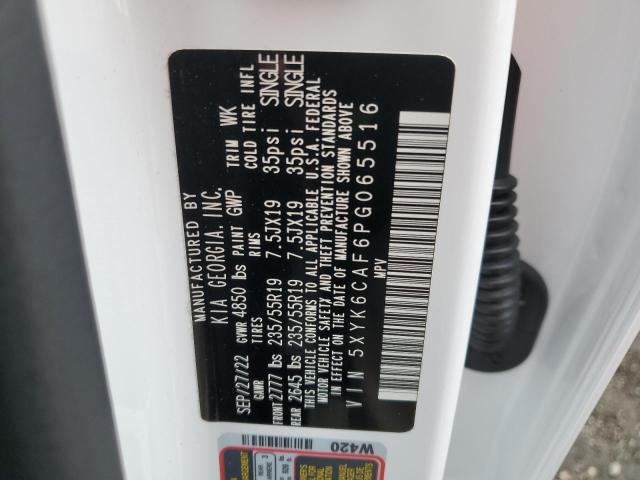 MANUFACTURED BY
KIA GEORGIA. INC.
SEP/27/22 GVWR 4850 lbs PAINT GWP TRIM WK
GAWR TIRES RIMS COLD TIRE INFL
FRONT 2777 lbs 235/55R19 7.5JX19 35psi SINGLE
REAR 2645 lbs 235/55R19 7.5JX19 35psi SINGLE
THIS VEHICLE CONFORMS TO ALL APPLICABLE U.S.A. FEDERAL
MOTOR VEHICLE SAFETY AND THEFT PREVENTION STANDARDS
IN EFFECT ON THE DATE OF MANUFACTURE SHOWN ABOVE
VIN 5XYK6CAF6PG065516
MPV
W420